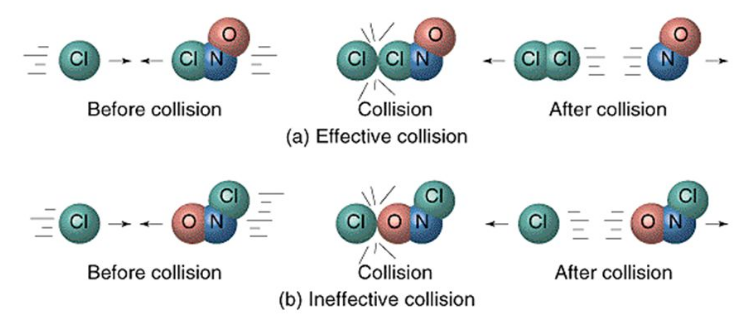 Cl Cl N O Cl Cl N O Cl Cl N O
Before collision Collision After collision
(a) Effective collision
Cl O N Cl Cl O N Cl Cl O N Cl
Before collision Collision After collision
(b) Ineffective collision